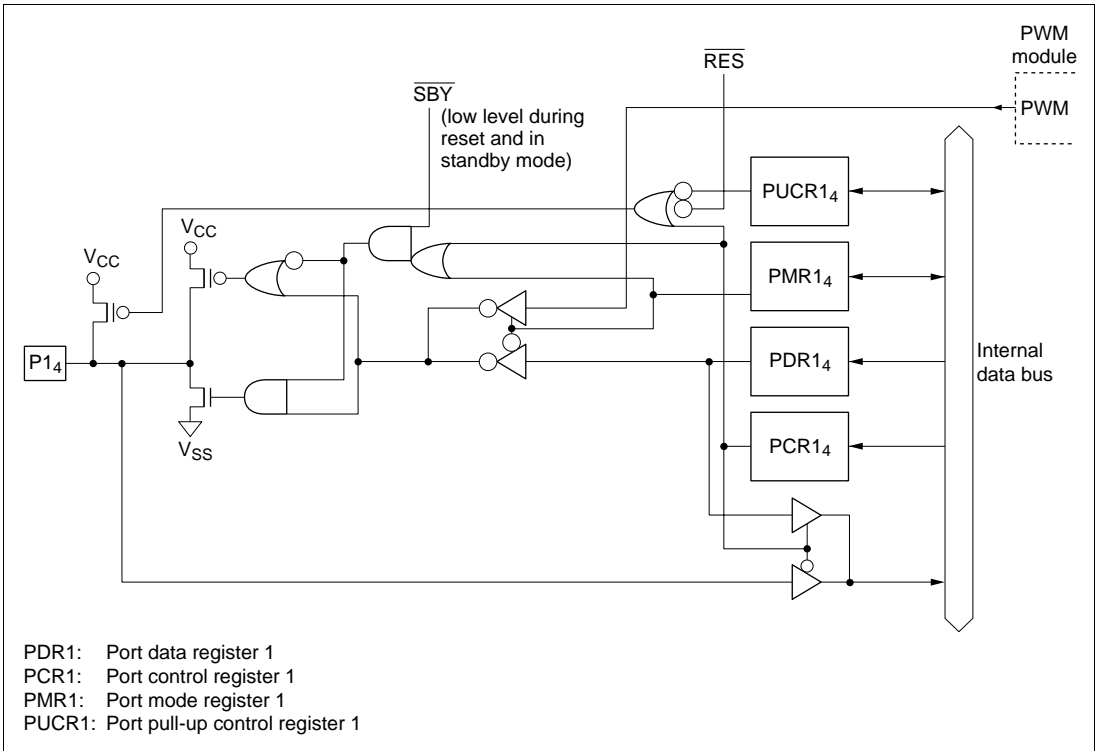 PWM
module
RES
SBY
(low level during
reset and in
standby mode)
PWM
PUCR1₄
VCC
VCC
PMR1₄
P1₄
PDR1₄
Internal
data bus
PCR1₄
VSS
PDR1: Port data register 1
PCR1: Port control register 1
PMR1: Port mode register 1
PUCR1: Port pull-up control register 1